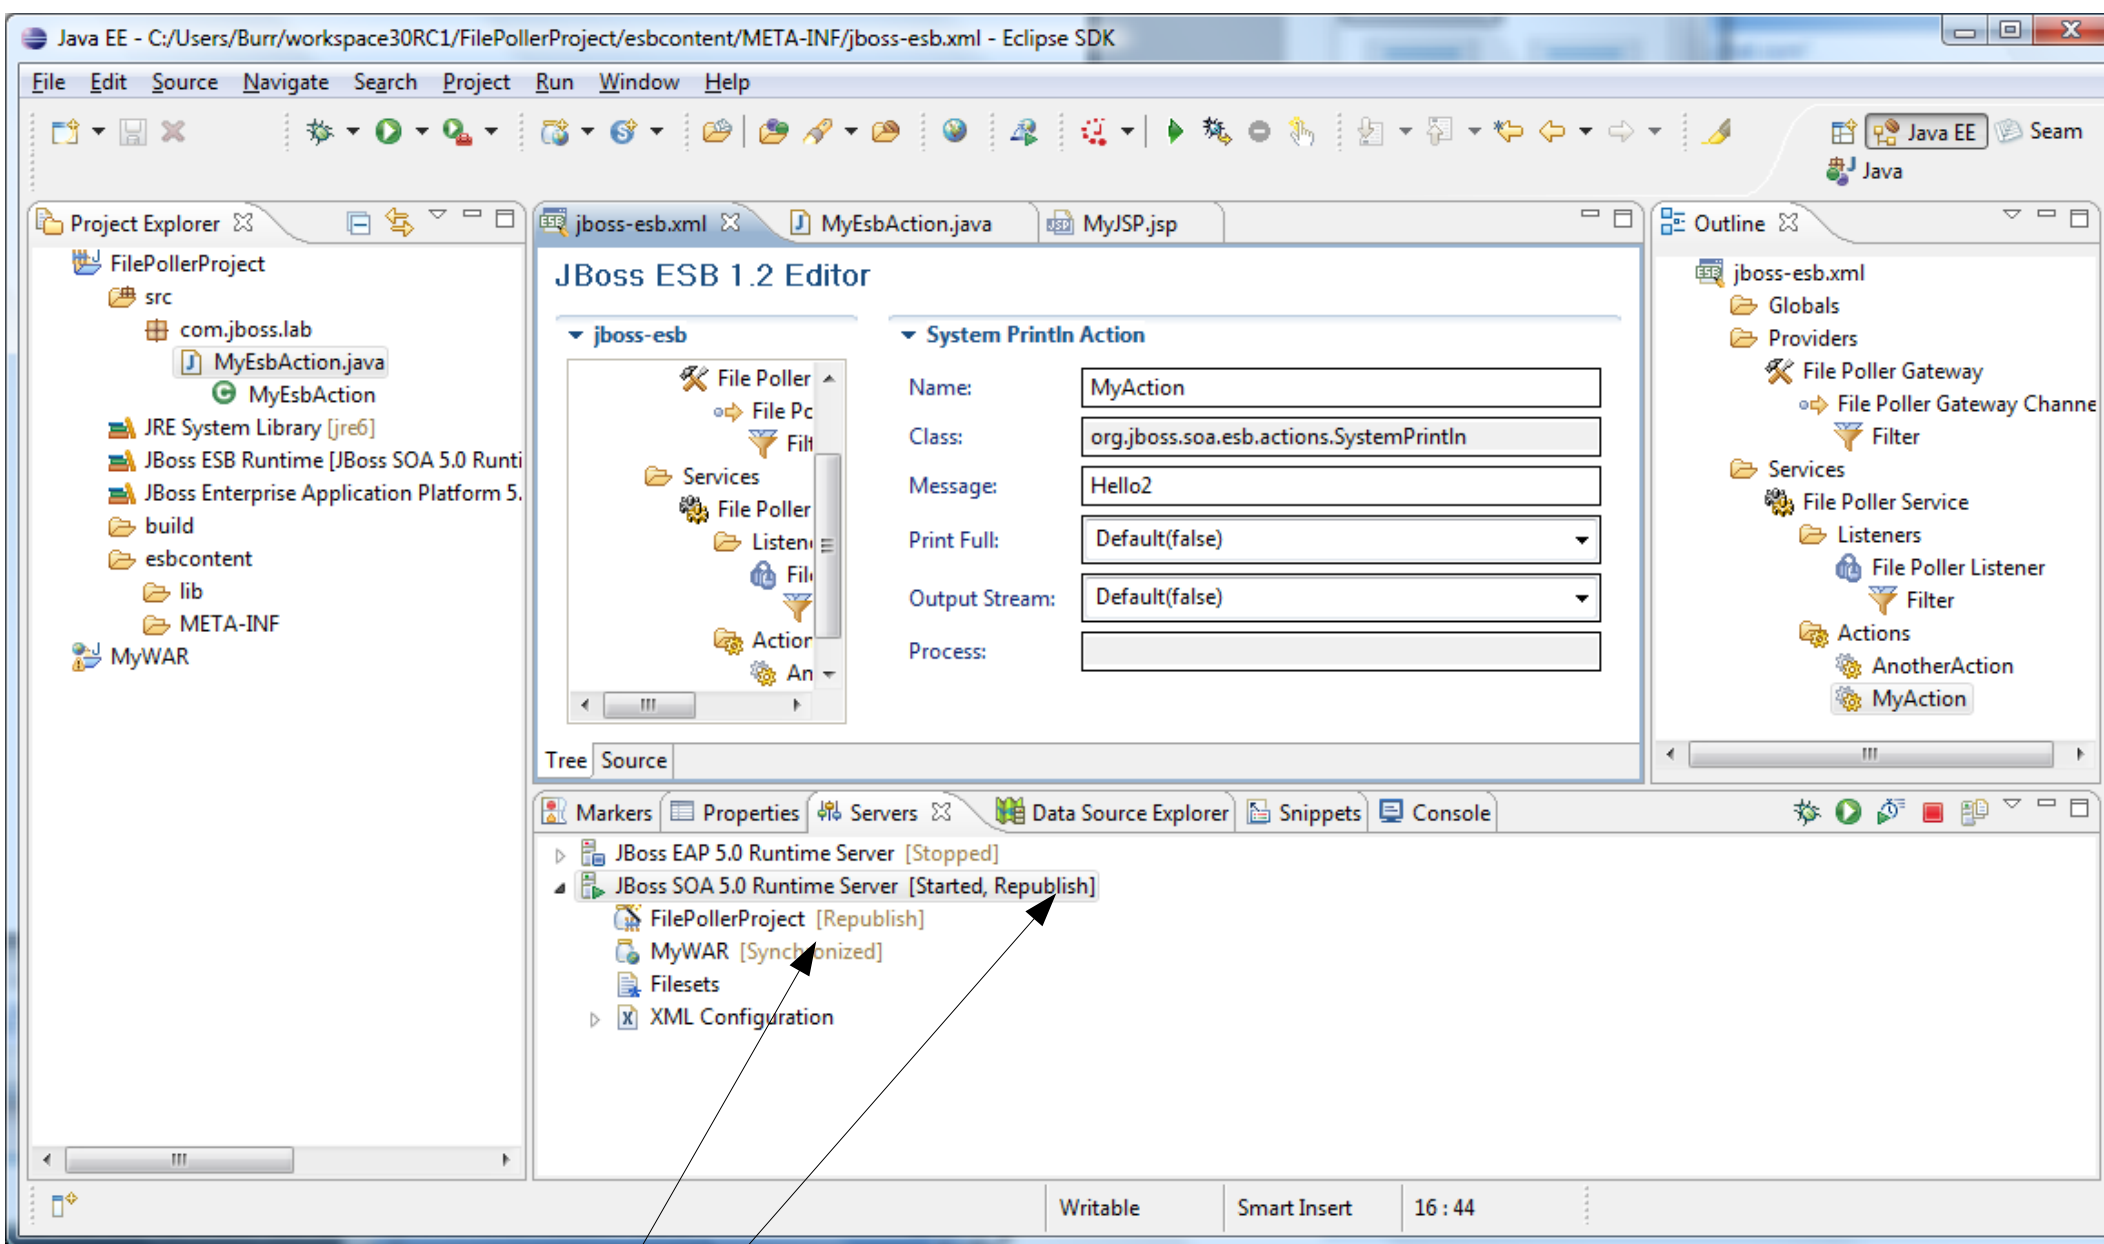 Java EE - C:/Users/Burr/workspace30RC1/FilePollerProject/esbcontent/META-INF/jboss-esb.xml - Eclipse SDK
File Edit Source Navigate Search Project Run Window Help
Java EE
Seam
Java
Project Explorer
FilePollerProject
src
com.jboss.lab
MyEsbAction.java
MyEsbAction
JRE System Library [jre6]
JBoss ESB Runtime [JBoss SOA 5.0 Runti
JBoss Enterprise Application Platform 5.
build
esbcontent
lib
META-INF
MyWAR
jboss-esb.xml
MyEsbAction.java
MyJSP.jsp
JBoss ESB 1.2 Editor
jboss-esb
File Poller
File Pc
Filt
Services
File Poller
Listen
File
Action
An
System Println Action
Name: MyAction
Class: org.jboss.soa.esb.actions.SystemPrintln
Message: Hello2
Print Full: Default(false)
Output Stream: Default(false)
Process:
Tree Source
Outline
jboss-esb.xml
Globals
Providers
File Poller Gateway
File Poller Gateway Channe
Filter
Services
File Poller Service
Listeners
File Poller Listener
Filter
Actions
AnotherAction
MyAction
Markers Properties Servers Data Source Explorer Snippets Console
JBoss EAP 5.0 Runtime Server [Stopped]
JBoss SOA 5.0 Runtime Server [Started, Republish]
FilePollerProject [Republish]
MyWAR [Synchronized]
Filesets
XML Configuration
Writable Smart Insert 16 : 44